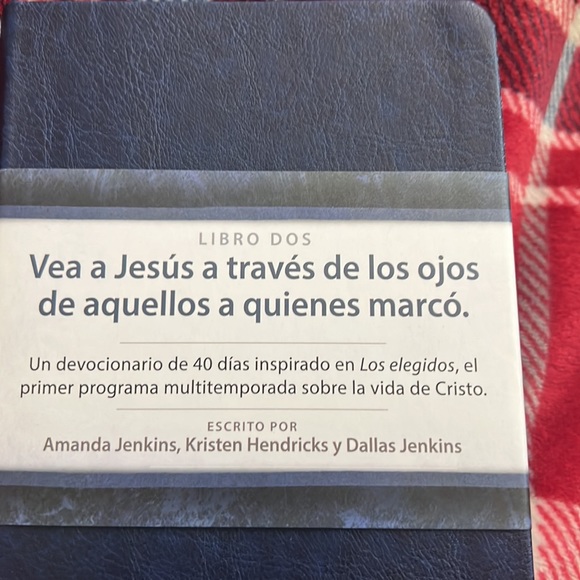 LIBRO DOS
Vea a Jesús a través de los ojos
de aquellos a quienes marcó.
Un devocionario de 40 días inspirado en Los elegidos, el
primer programa multitemporada sobre la vida de Cristo.
ESCRITO POR
Amanda Jenkins, Kristen Hendricks y Dallas Jenkins